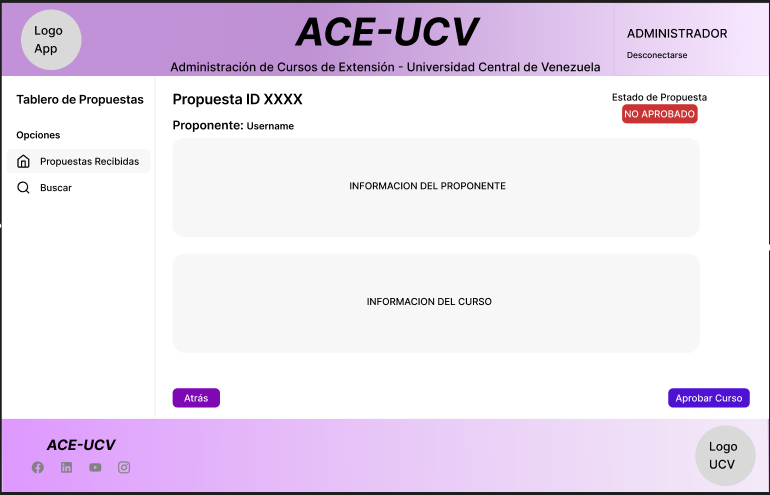 Logo
App
ACE-UCV
Administración de Cursos de Extensión - Universidad Central de Venezuela
ADMINISTRADOR
Desconectarse
Tablero de Propuestas
Opciones
Propuestas Recibidas
Buscar
Propuesta ID XXXX
Proponente: Username
Estado de Propuesta
NO APROBADO
INFORMACION DEL PROPONENTE
INFORMACION DEL CURSO
Atrás
Aprobar Curso
ACE-UCV
Logo
UCV